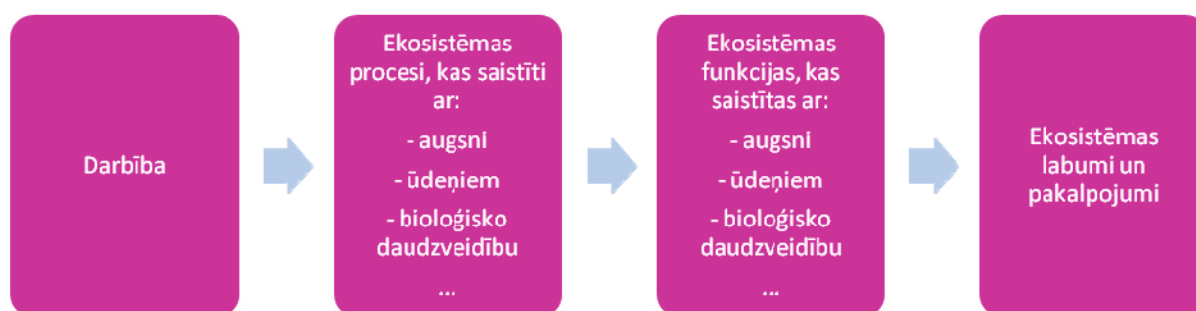 Darbība
Ekosistēmas
procesi, kas saistīti
ar:
- augsni
- ūdeņiem
- bioloģisko
daudzveidību
...
Ekosistēmas
funkcijas, kas
saistītas ar:
- augsni
- ūdeņiem
- bioloģisko
daudzveidību
...
Ekosistēmas
labumi un
pakalpojumi